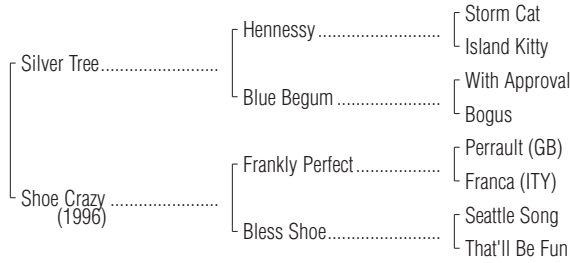 Storm Cat
Hennessy
Island Kitty
Silver Tree
With Approval
Blue Begum
Bogus
Perrault (GB)
Frankly Perfect
Franca (ITY)
Shoe Crazy
(1996)
Seattle Song
Bless Shoe
That'll Be Fun